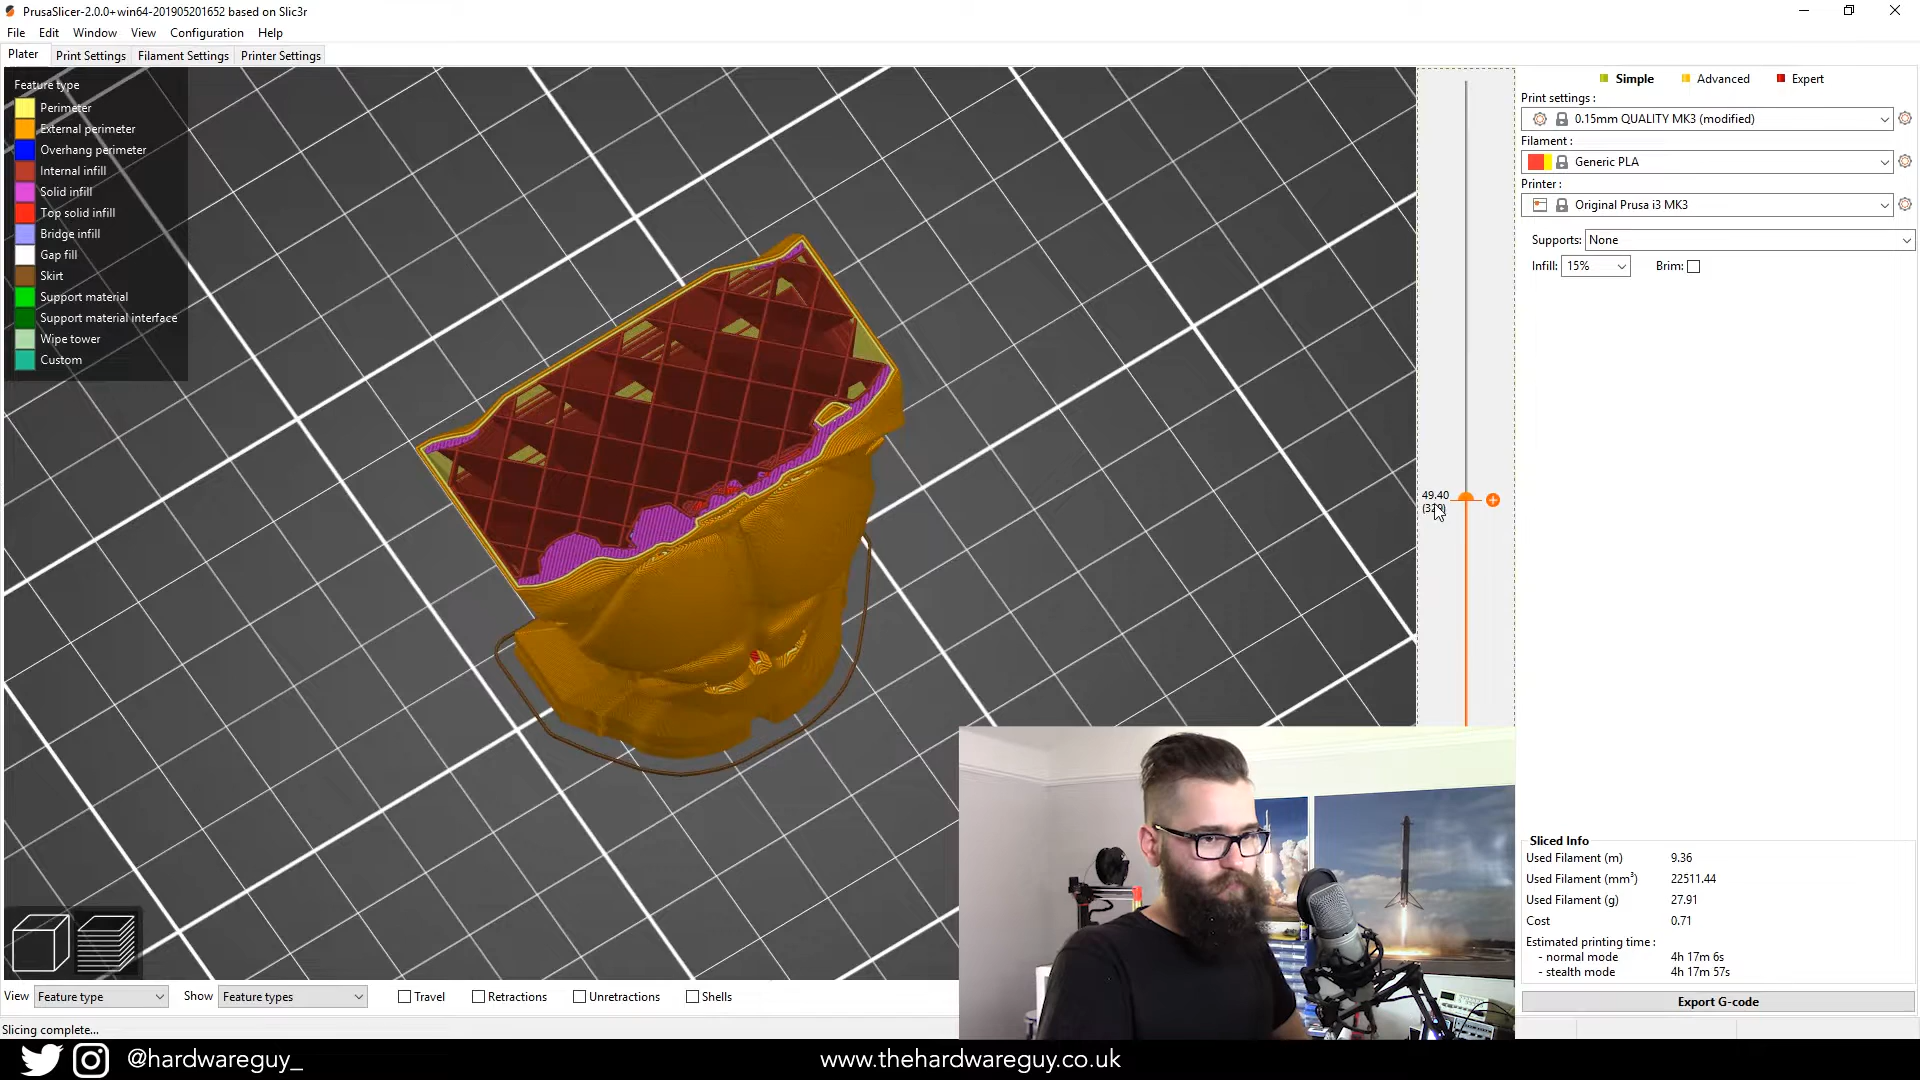 PrusaSlicer-2.0.0+win64-201905201652 based on Slic3r
File Edit Window View Configuration Help
Plater Print Settings Filament Settings Printer Settings
Feature type
Perimeter
External perimeter
Overhang perimeter
Internal infill
Solid infill
Top solid infill
Bridge infill
Gap fill
Skirt
Support material
Support material interface
Wipe tower
Custom
49.40
Simple Advanced Expert
Print settings :
0.15mm QUALITY MK3 (modified)
Filament :
Generic PLA
Printer :
Original Prusa i3 MK3
Supports: None
Infill: 15% Brim:
Sliced Info
Used Filament (m) 9.36
Used Filament (mm³) 22511.44
Used Filament (g) 27.91
Cost 0.71
Estimated printing time :
- normal mode 4h 17m 6s
- stealth mode 4h 17m 57s
Export G-code
View Feature type Show Feature types Travel Retractions Unretractions Shells
Slicing complete...
@hardwareguy_ www.thehardwareguy.co.uk